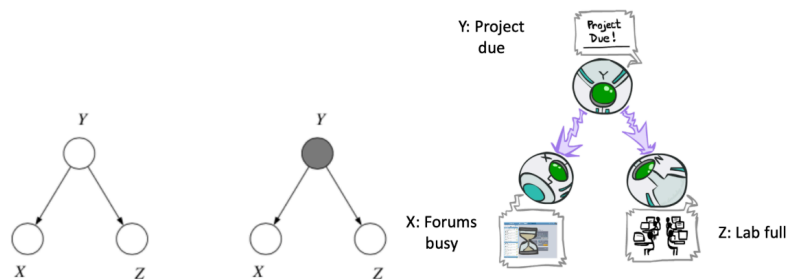 Y
X
Z
Y
X
Z
Y: Project
due
Project
Due!
Y
X
X: Forums
busy
Z: Lab full